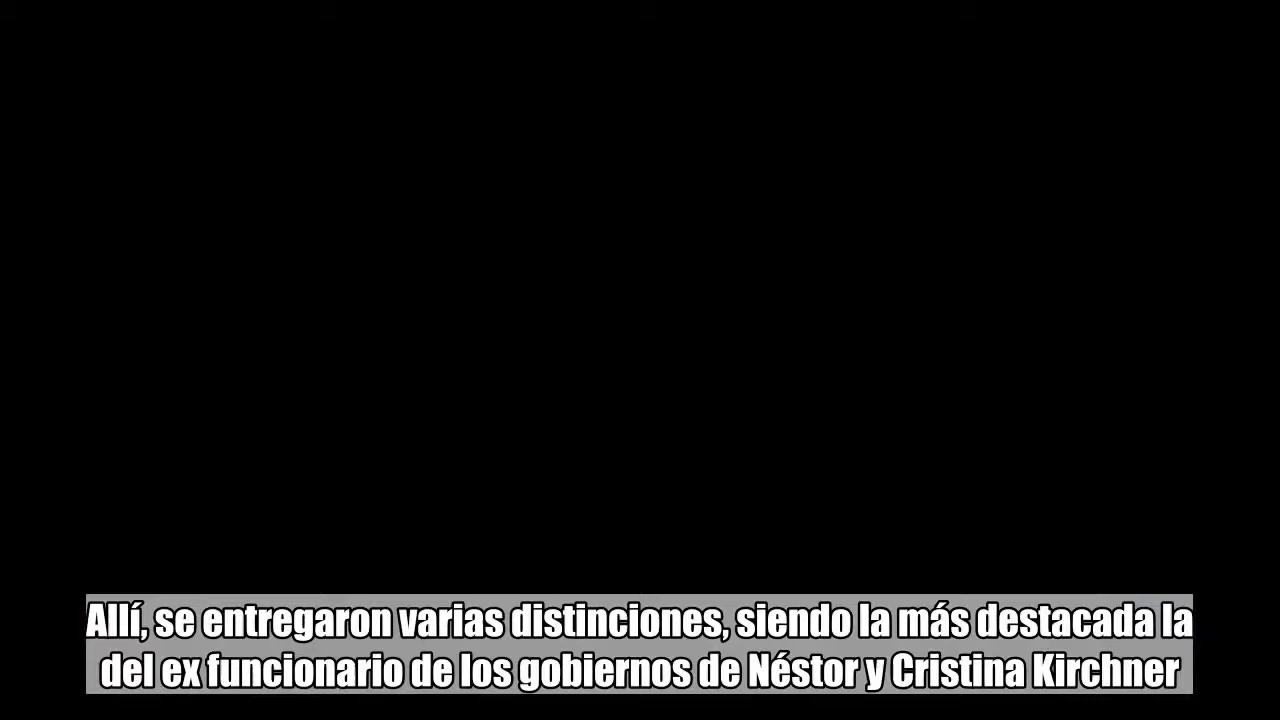 Allí, se entregaron varias distinciones, siendo la más destacada la
del ex funcionario de los gobiernos de Néstor y Cristina Kirchner